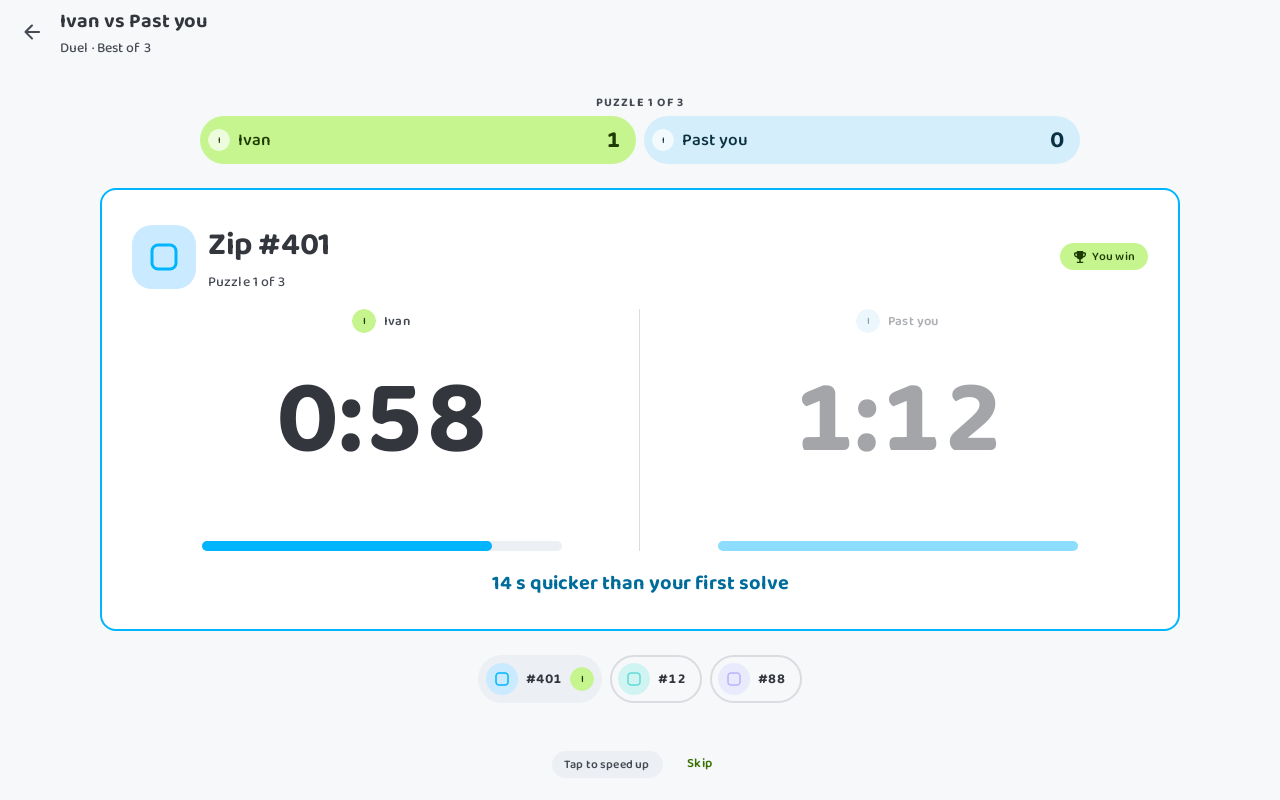 Ivan vs Past you
Duel · Best of 3
PUZZLE 1 OF 3
I Ivan 1
I Past you 0
Zip #401
Puzzle 1 of 3
You win
I Ivan
I Past you
0:58
1:12
14 s quicker than your first solve
#401 I
#12
#88
Tap to speed up
Skip